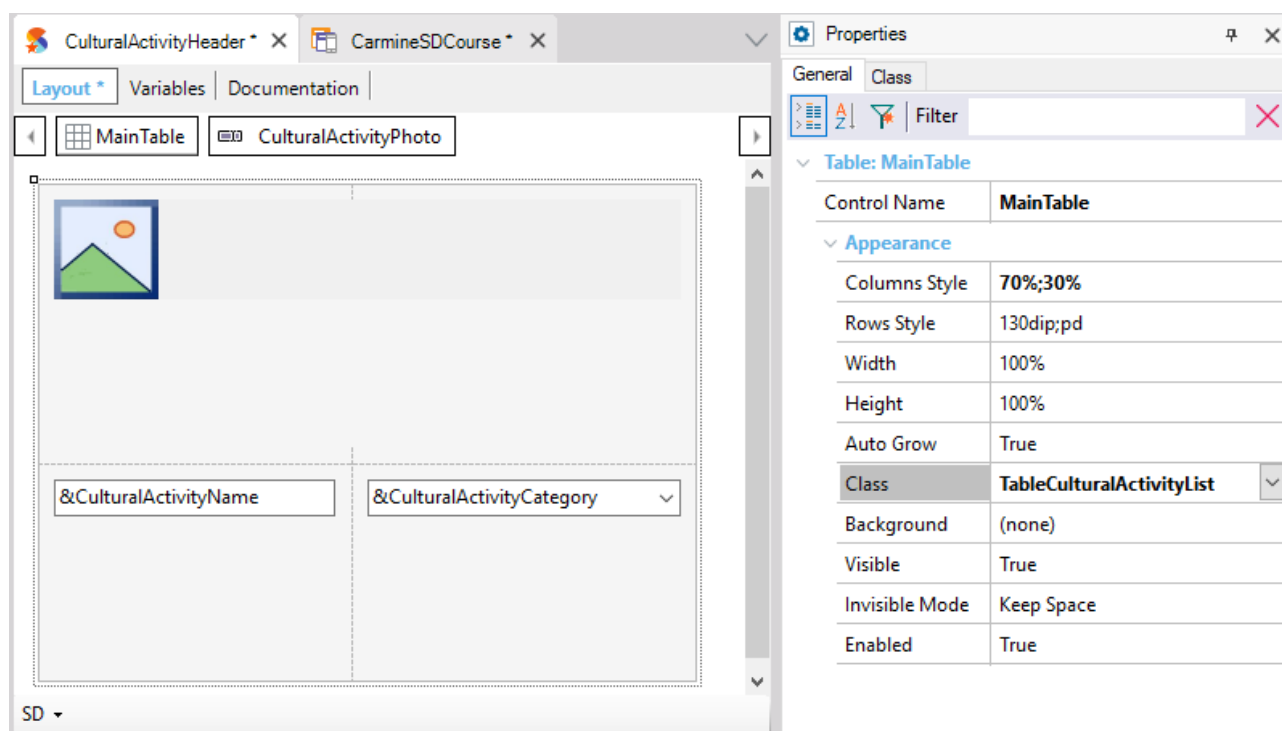 CulturalActivityHeader *
CarmineSDCourse *
Layout *
Variables
Documentation
MainTable
CulturalActivityPhoto
&CulturalActivityName
&CulturalActivityCategory
SD
Properties
General
Class
Filter
Table: MainTable
Control Name MainTable
Appearance
Columns Style 70%;30%
Rows Style 130dip;pd
Width 100%
Height 100%
Auto Grow True
Class TableCulturalActivityList
Background (none)
Visible True
Invisible Mode Keep Space
Enabled True